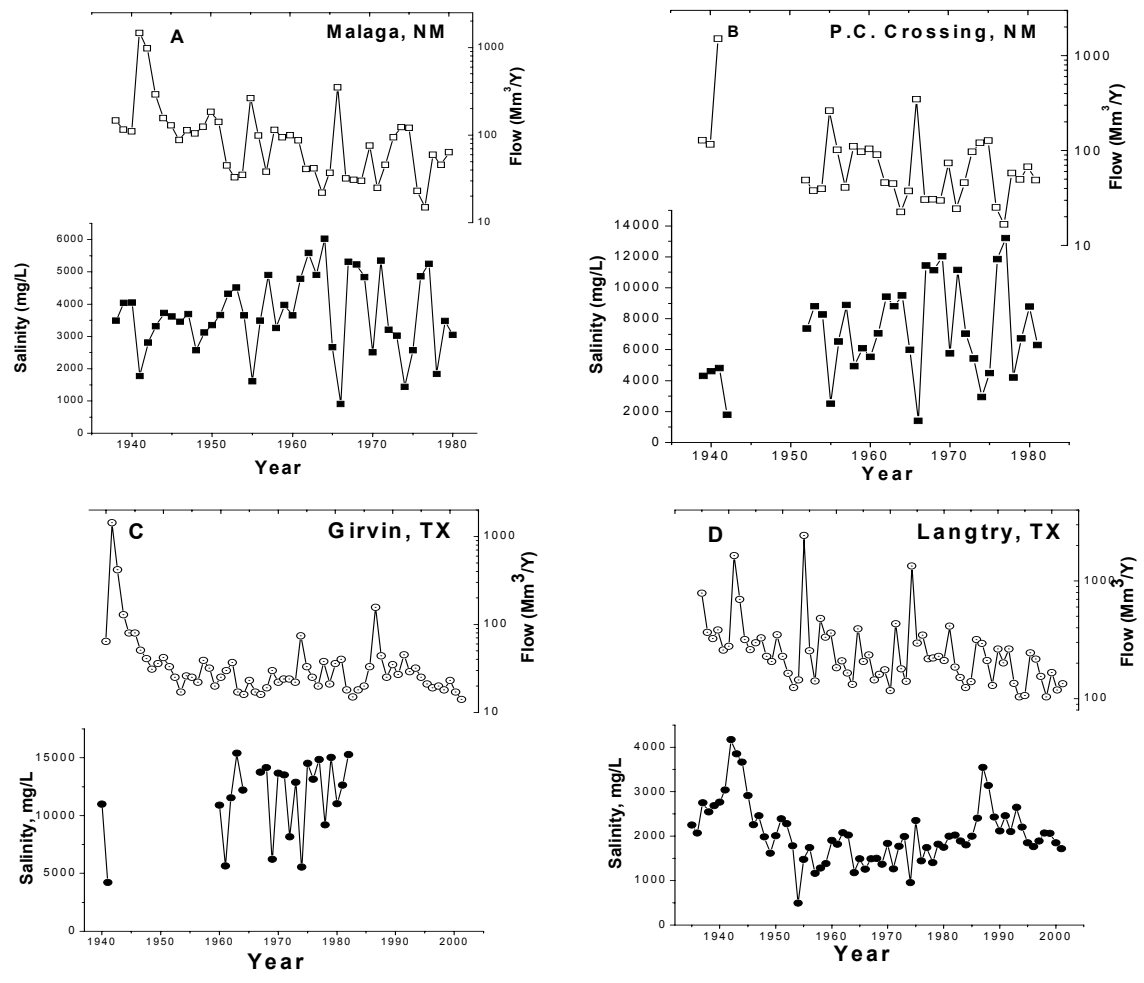 A
Malaga, NM
1000
100
10
Flow (Mm3/Y)
6000
5000
4000
3000
2000
1000
0
Salinity (mg/L)
1940
1950
1960
1970
1980
Year
B
P.C. Crossing, NM
1000
100
10
Flow (Mm3/Y)
14000
12000
10000
8000
6000
4000
2000
0
Salinity (mg/L)
1940
1950
1960
1970
1980
Year
C
Girvin, TX
1000
100
10
Flow (Mm3/Y)
15000
10000
5000
0
Salinity, mg/L
1940
1950
1960
1970
1980
1990
2000
Year
D
Langtry, TX
1000
100
Flow (Mm3/Y)
4000
3000
2000
1000
0
Salinity, mg/L
1940
1950
1960
1970
1980
1990
2000
Year